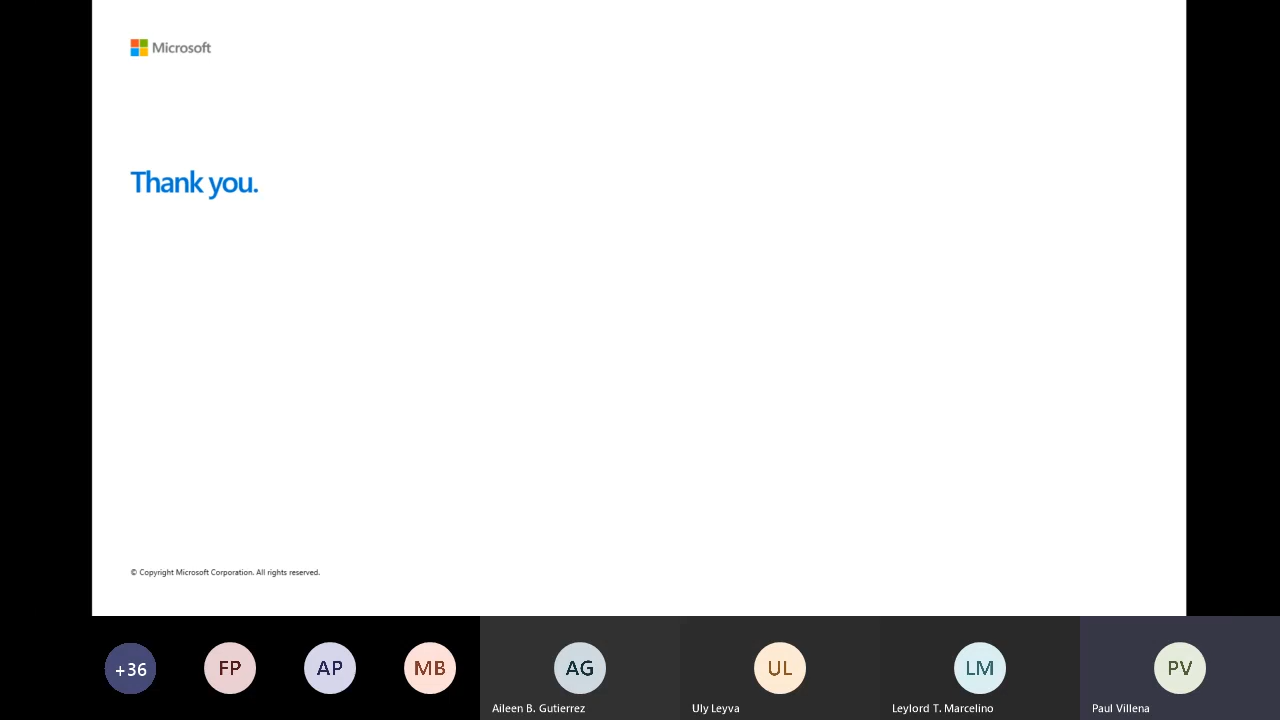 Microsoft
Thank you.
© Copyright Microsoft Corporation. All rights reserved.
+36
FP
AP
MB
AG
UL
LM
PV
Aileen B. Gutierrez
Uly Leyva
Leylord T. Marcelino
Paul Villena